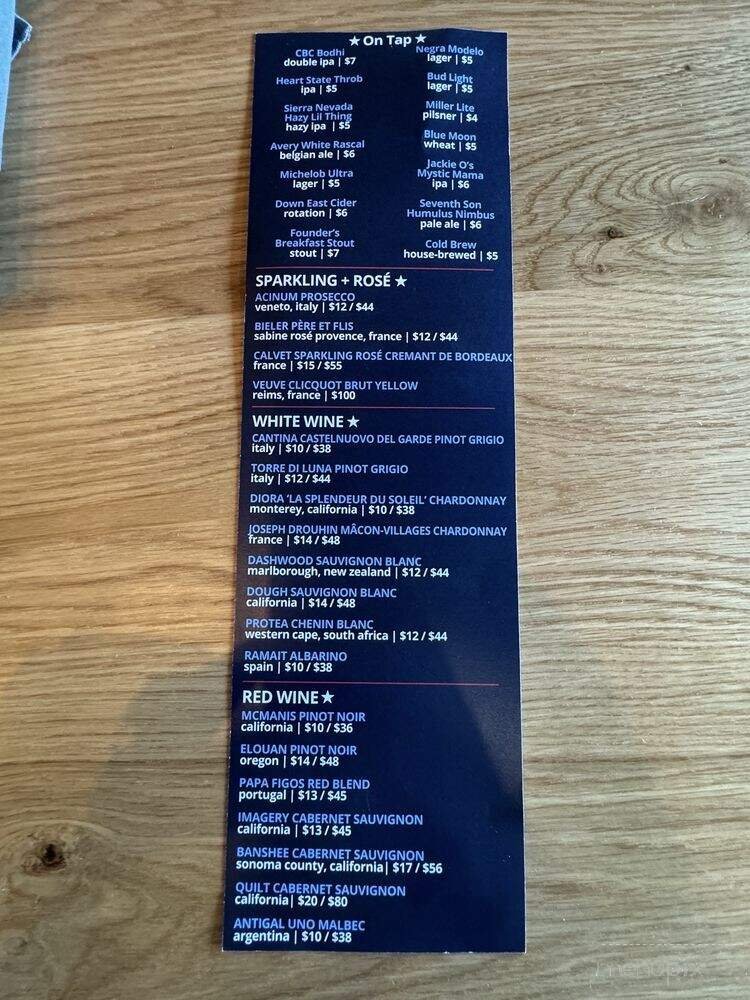 ★ On Tap ★
CBC Bodhi
double ipa | $7
Heart State Throb
ipa | $5
Sierra Nevada
Hazy Lil Thing
hazy ipa | $5
Avery White Rascal
belgian ale | $6
Michelob Ultra
lager | $5
Down East Cider
rotation | $6
Founder's
Breakfast Stout
stout | $7
Negra Modelo
lager | $5
Bud Light
lager | $5
Miller Lite
pilsner | $4
Blue Moon
wheat | $5
Jackie O's
Mystic Mama
ipa | $6
Seventh Son
Humulus Nimbus
pale ale | $6
Cold Brew
house-brewed | $5
SPARKLING + ROSÉ ★
ACINUM PROSECCO
veneto, italy | $12 / $44
BIELER PÈRE ET FLIS
sabine rosé provence, france | $12 / $44
CALVET SPARKLING ROSÉ CREMANT DE BORDEAUX
france | $15 / $55
VEUVE CLICQUOT BRUT YELLOW
reims, france | $100
WHITE WINE ★
CANTINA CASTELNUOVO DEL GARDE PINOT GRIGIO
italy | $10 / $38
TORRE DI LUNA PINOT GRIGIO
italy | $12 / $44
DIORA 'LA SPLENDEUR DU SOLEIL' CHARDONNAY
monterey, california | $10 / $38
JOSEPH DROUHIN MÂCON-VILLAGES CHARDONNAY
france | $14 / $48
DASHWOOD SAUVIGNON BLANC
marlborough, new zealand | $12 / $44
DOUGH SAUVIGNON BLANC
california | $14 / $48
PROTEA CHENIN BLANC
western cape, south africa | $12 / $44
RAMAIT ALBARINO
spain | $10 / $38
RED WINE ★
MCMANIS PINOT NOIR
california | $10 / $36
ELOUAN PINOT NOIR
oregon | $14 / $48
PAPA FIGOS RED BLEND
portugal | $13 / $45
IMAGERY CABERNET SAUVIGNON
california | $13 / $45
BANSHEE CABERNET SAUVIGNON
sonoma county, california| $17 / $56
QUILT CABERNET SAUVIGNON
california| $20 / $80
ANTIGAL UNO MALBEC
argentina | $10 / $38